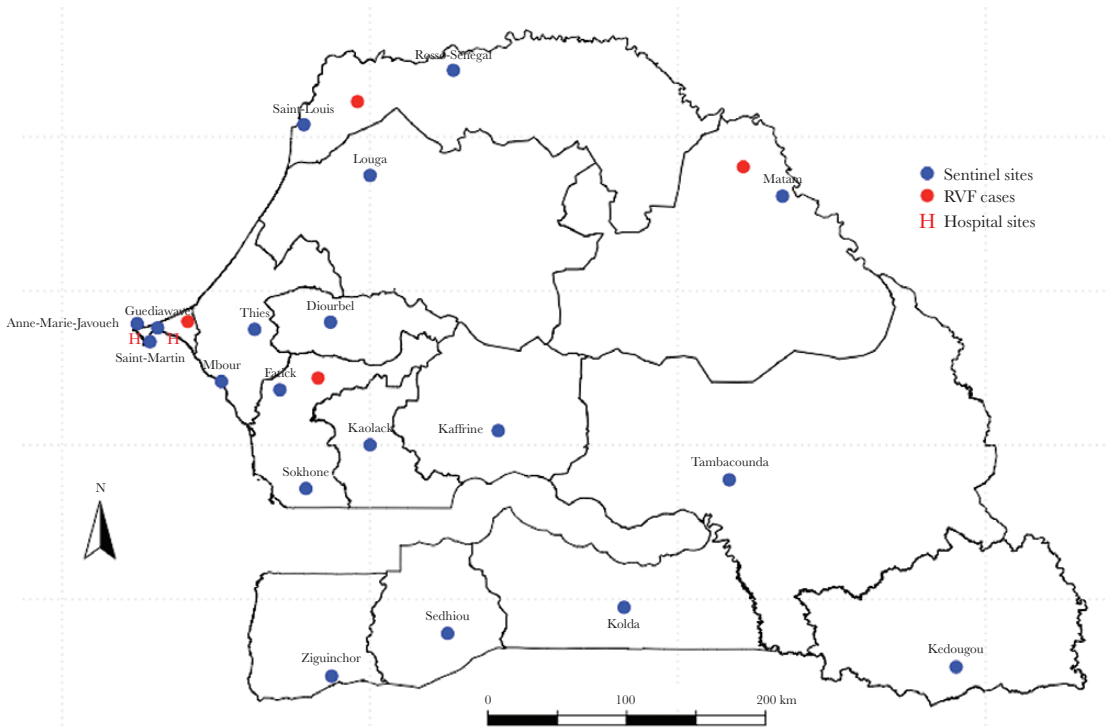 Rosso-Senegal
Saint-Louis
Louga
Matam
Sentinel sites
RVF cases
H Hospital sites
Guediawaye
Anne-Marie-Javoueh
Thies
Diourbel
H
H
Saint-Martin
Mbour
Fatick
Kaolack
Kaffrine
Sokhone
Tambacounda
N
Sedhiou
Kolda
Ziguinchor
Kedougou
0 100 200 km